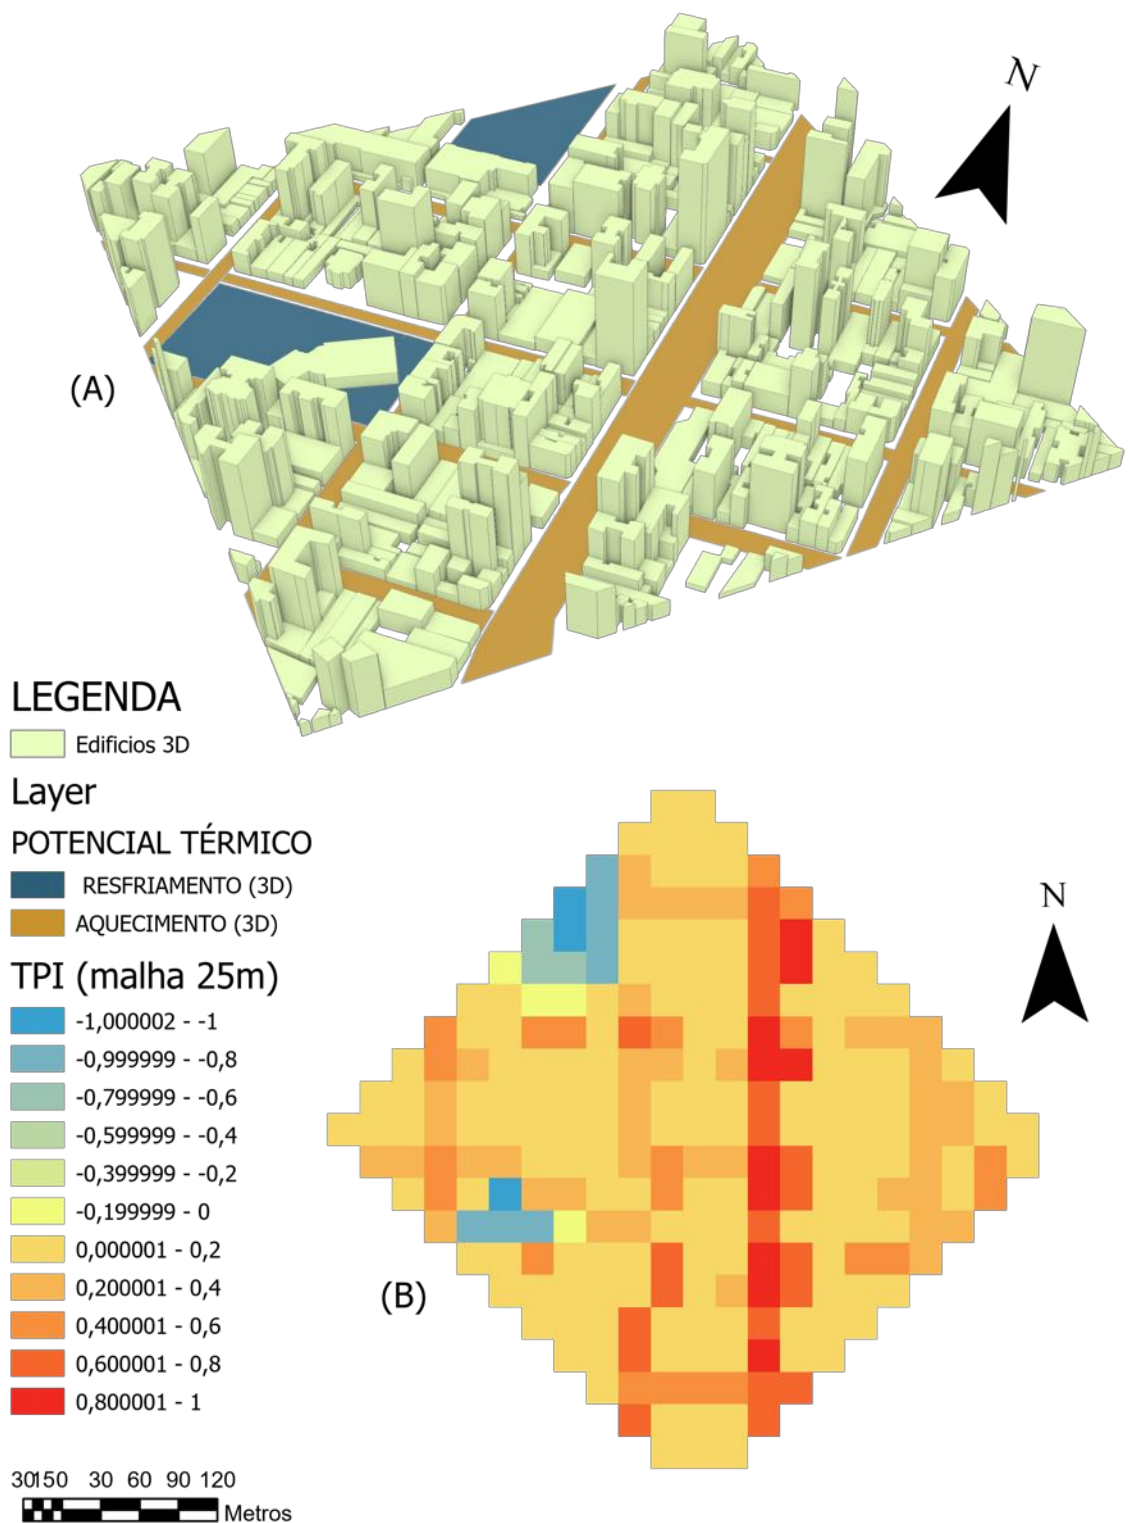 N
(A)
LEGENDA
Edificios 3D
Layer
POTENCIAL TÉRMICO
RESFRIAMENTO (3D)
AQUECIMENTO (3D)
N
TPI (malha 25m)
-1,000002 - -1
-0,999999 - -0,8
-0,799999 - -0,6
-0,599999 - -0,4
-0,399999 - -0,2
-0,199999 - 0
0,000001 - 0,2
0,200001 - 0,4
0,400001 - 0,6
0,600001 - 0,8
0,800001 - 1
(B)
30150 30 60 90 120
Metros